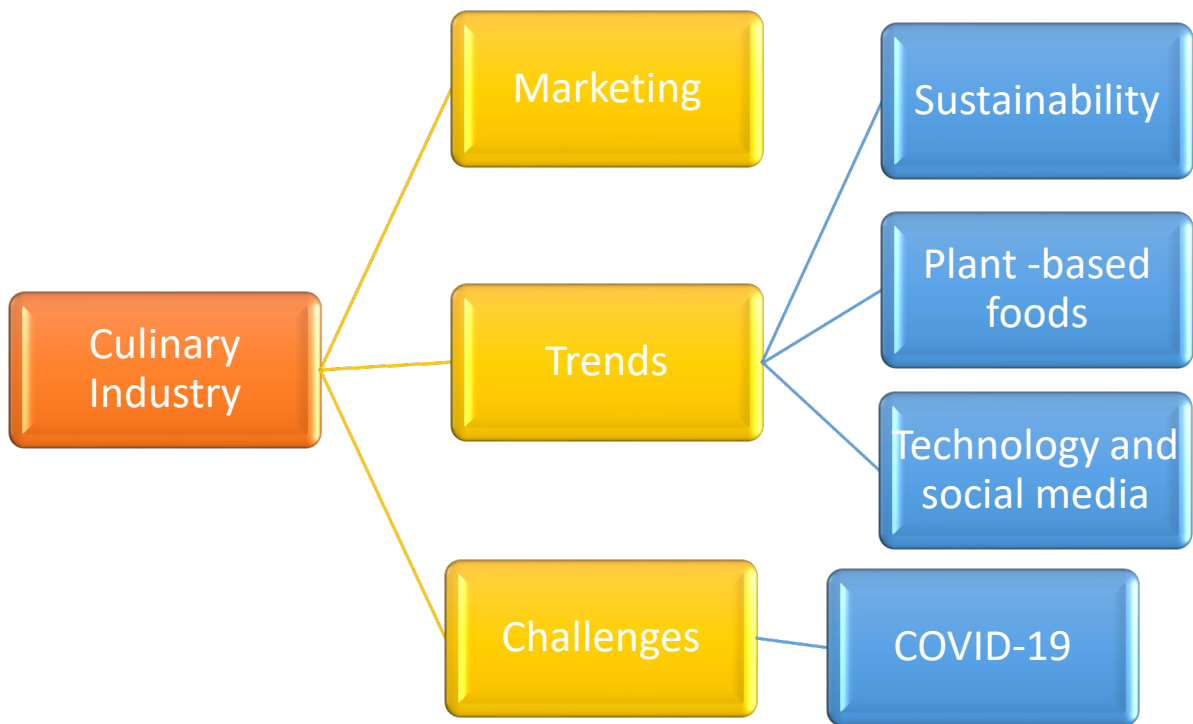 Culinary
Industry
Marketing
Trends
Challenges
Sustainability
Plant -based
foods
Technology and
social media
COVID-19